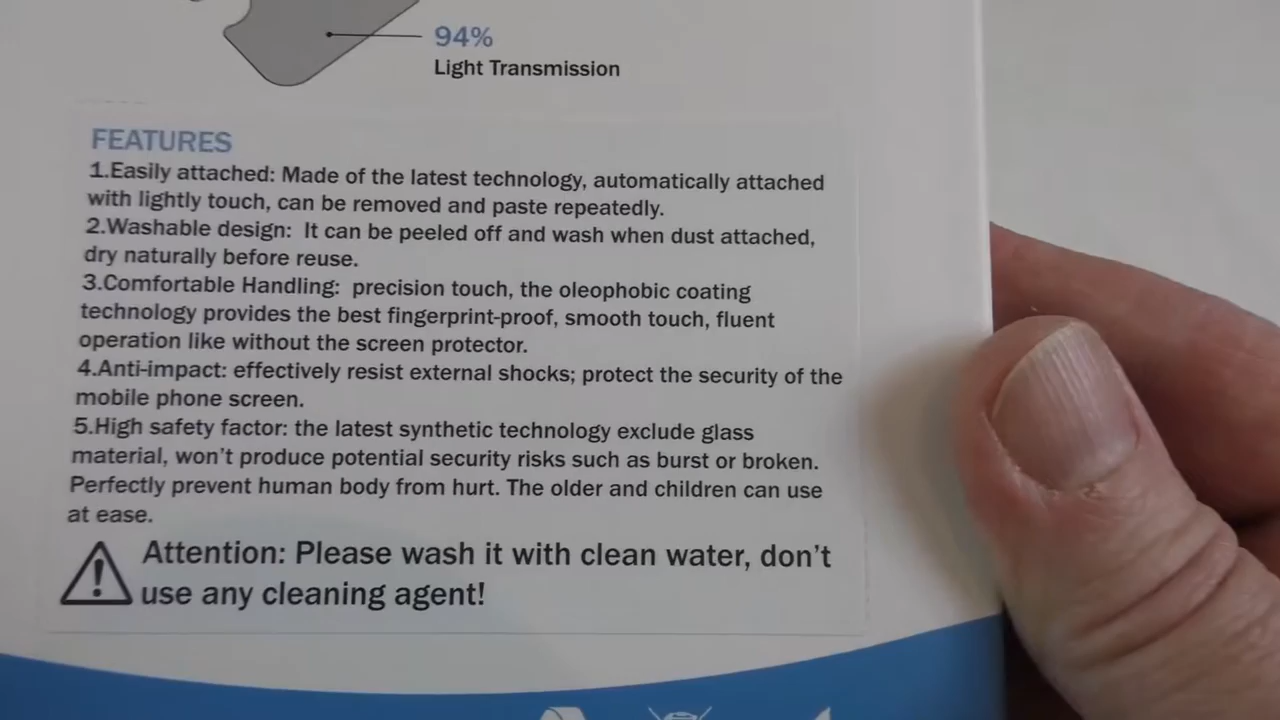 94%
Light Transmission
FEATURES
1.Easily attached: Made of the latest technology, automatically attached
with lightly touch, can be removed and paste repeatedly.
2.Washable design:  It can be peeled off and wash when dust attached,
dry naturally before reuse.
3.Comfortable Handling:  precision touch, the oleophobic coating
technology provides the best fingerprint-proof, smooth touch, fluent
operation like without the screen protector.
4.Anti-impact: effectively resist external shocks; protect the security of the
mobile phone screen.
5.High safety factor: the latest synthetic technology exclude glass
material, won't produce potential security risks such as burst or broken.
Perfectly prevent human body from hurt. The older and children can use
at ease.
Attention: Please wash it with clean water, don't
use any cleaning agent!